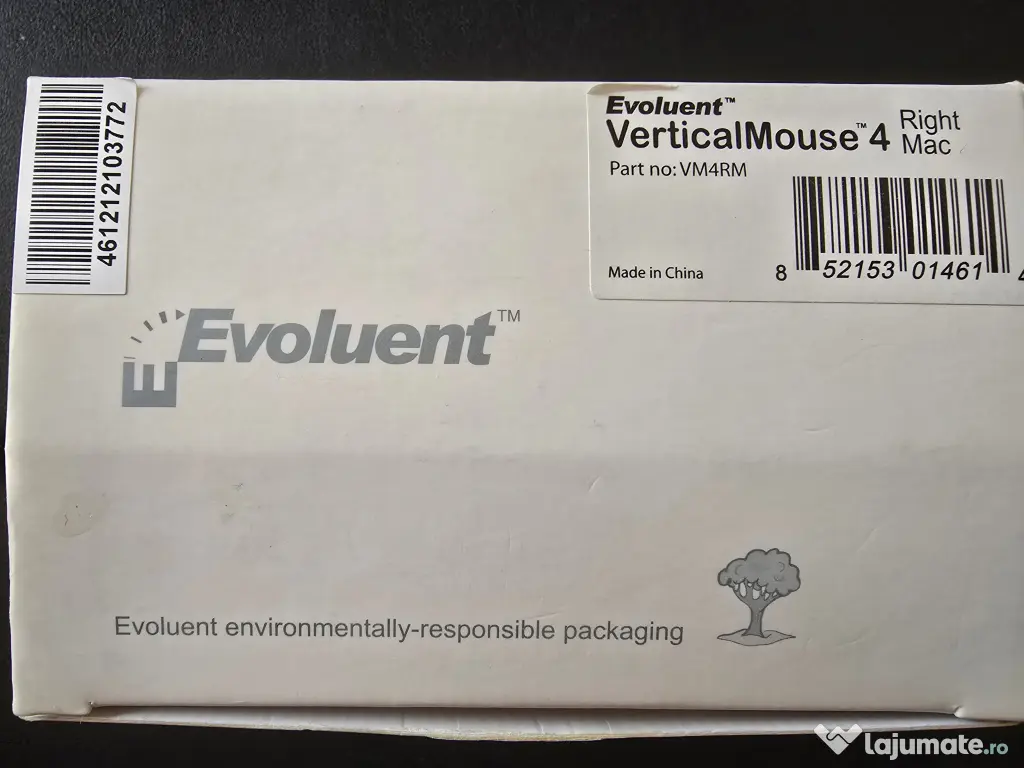 461212103772
Evoluent™
VerticalMouse™ 4 Right
Mac
Part no: VM4RM
Made in China
8 52153 01461 4
E Evoluent™
Evoluent environmentally-responsible packaging
lajumate.ro